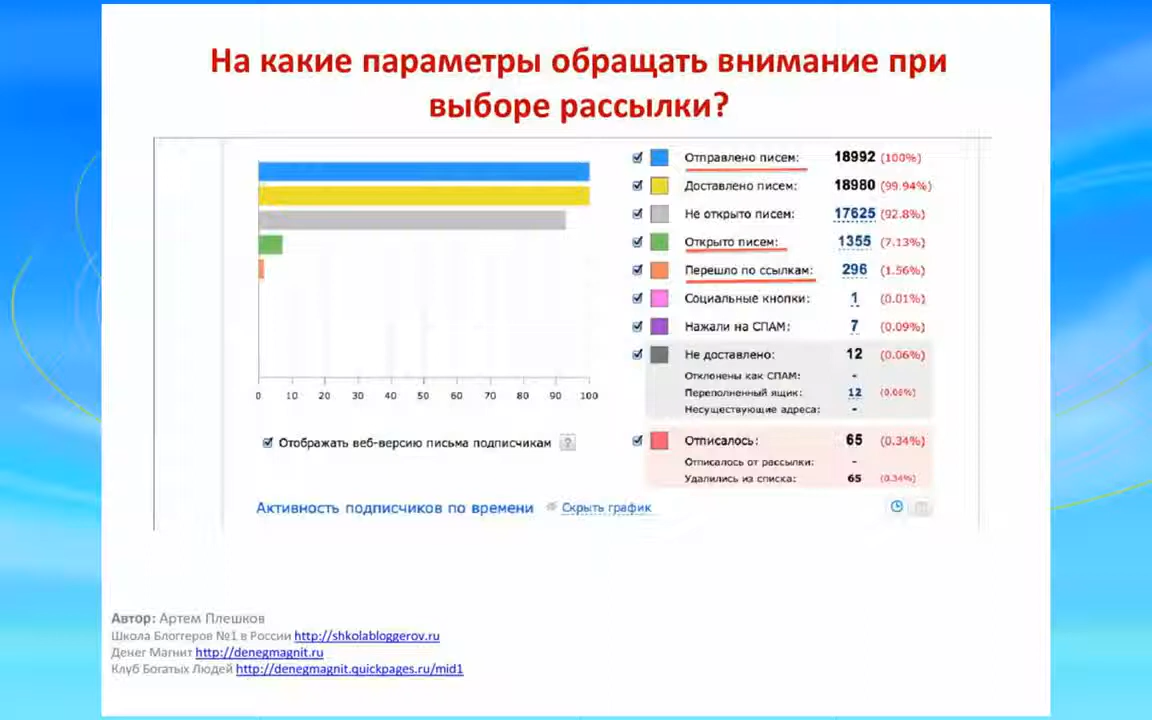 На какие параметры обращать внимание при
выборе рассылки?
Отправлено писем: 18992 (100%)
Доставлено писем: 18980 (99.94%)
Не открыто писем: 17625 (92.8%)
Открыто писем: 1355 (7.13%)
Перешло по ссылкам: 296 (1.56%)
Социальные кнопки: 1 (0.01%)
Нажали на СПАМ: 7 (0.09%)
Не доставлено: 12 (0.06%)
Отклонены как СПАМ: -
Переполненный ящик: 12 (0.06%)
Несуществующие адреса: -
0 10 20 30 40 50 60 70 80 90 100
Отображать веб-версию письма подписчикам ?
Отписалось: 65 (0.34%)
Отписалось от рассылки: -
Удалились из списка: 65 (0.34%)
Активность подписчиков по времени Скрыть график
Автор: Артем Плешков
Школа Блоггеров №1 в России http://shkolabloggerov.ru
Денег Магнит http://denegmagnit.ru
Клуб Богатых Людей http://denegmagnit.quickpages.ru/mid1